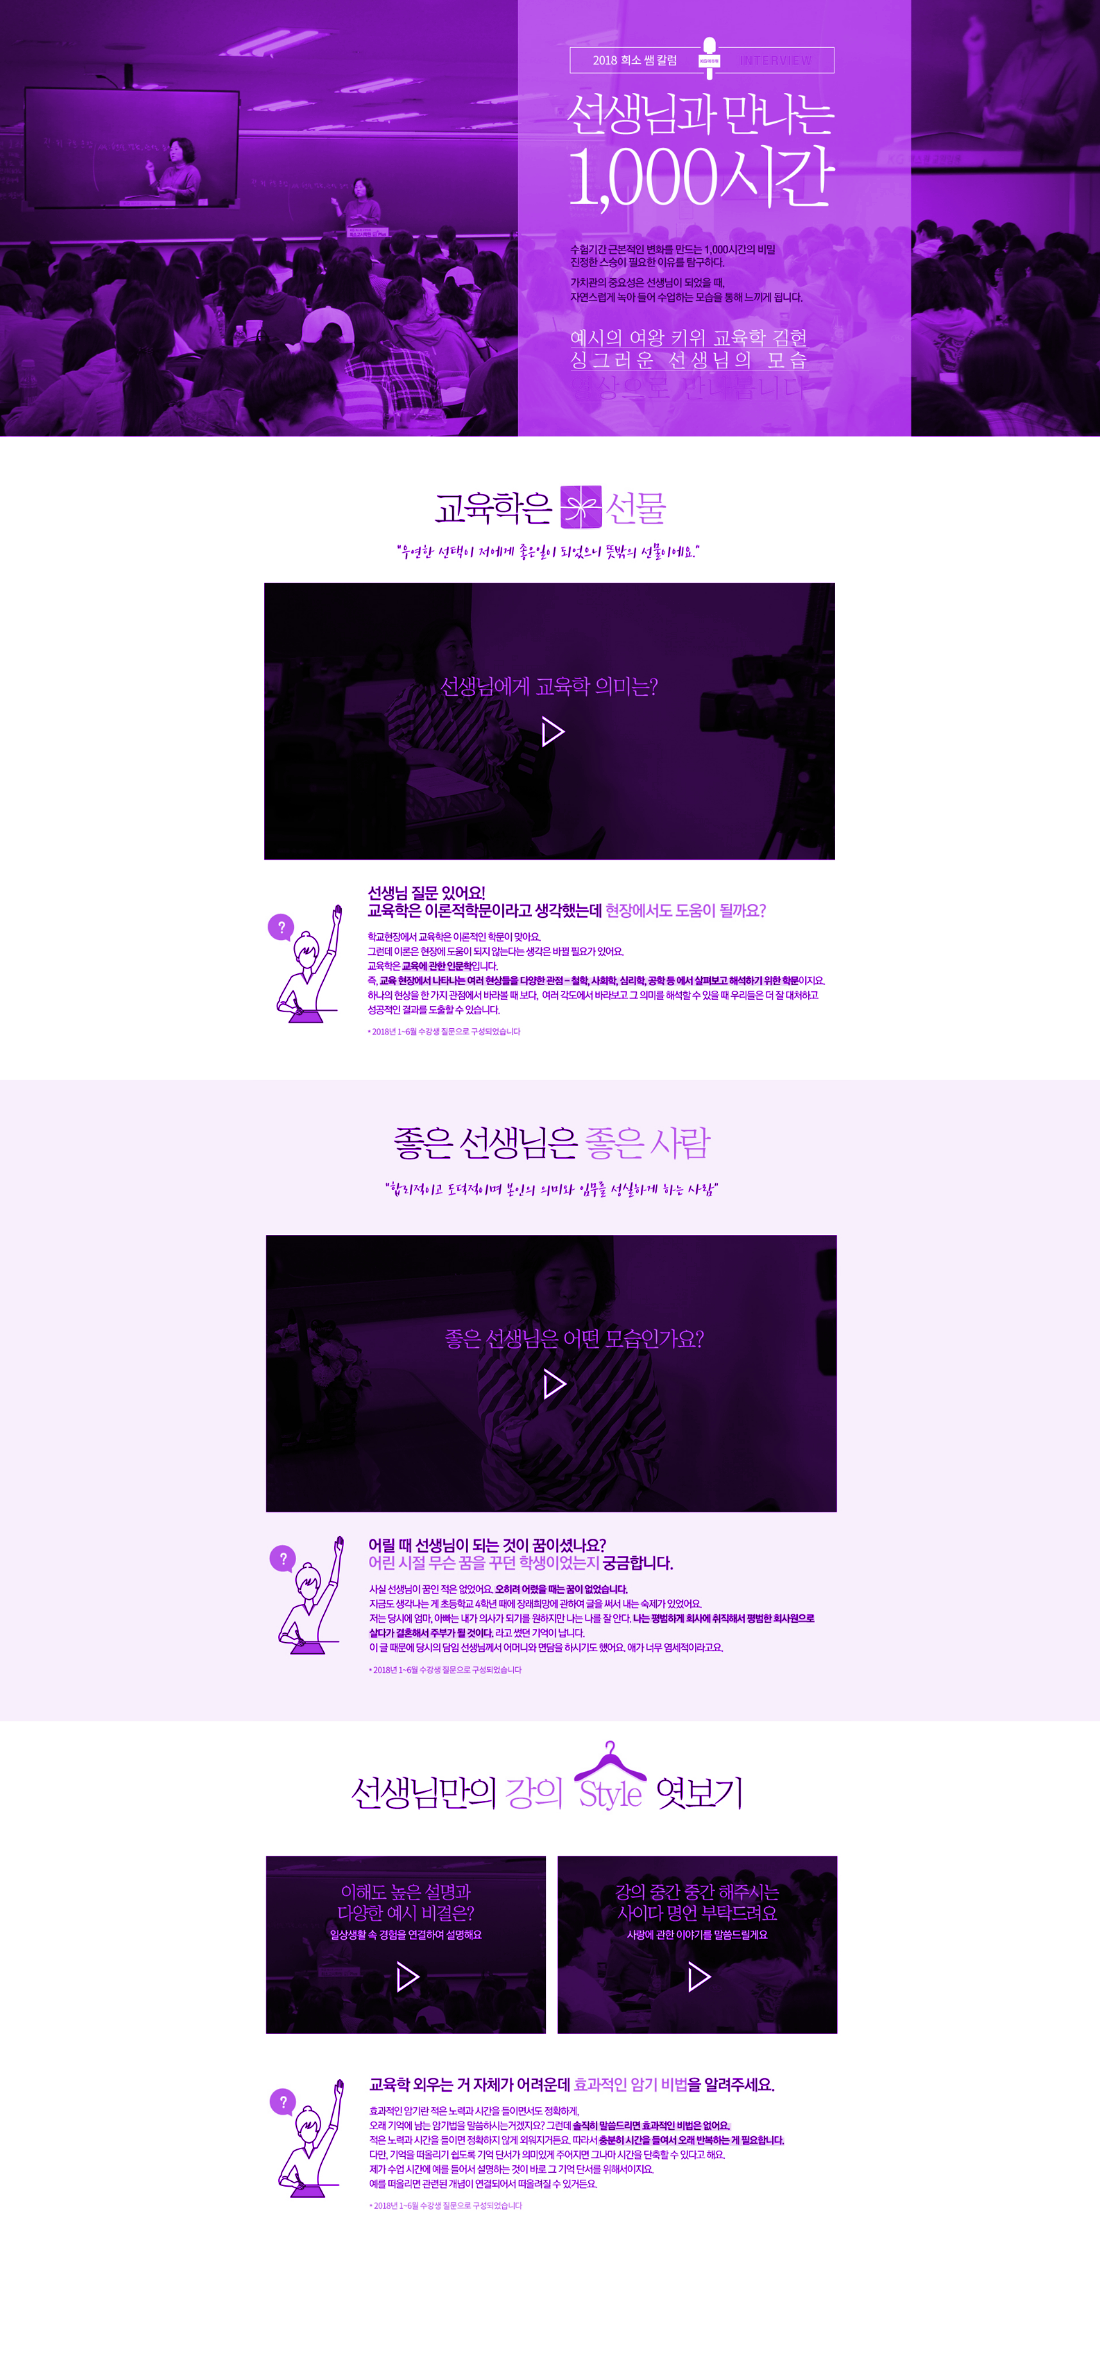 2018 희소 쌤 칼럼 INTERVIEW
선생님과 만나는
1,000시간
수험기간 근본적인 변화를 만드는 1,000시간의 비밀
진정한 스승이 필요한 이유를 탐구하다.
가치관의 중요성은 선생님이 되었을 때,
자연스럽게 녹아 들어 수업하는 모습을 통해 느끼게 됩니다.
예시의 여왕 키위 교육학 김현
싱그러운 선생님의 모습
영상으로 만나봅니다
교육학은 선물
"우연한 선택이 저에게 좋은일이 되었으니 뜻밖의 선물이에요."
선생님에게 교육학 의미는?
선생님 질문 있어요!
?
교육학은 이론적학문이라고 생각했는데 현장에서도 도움이 될까요?
학교현장에서 교육학은 이론적인 학문이 맞아요.
그런데 이론은 현장에 도움이 되지 않는다는 생각은 바뀔 필요가 있어요.
교육학은 교육에 관한 인문학입니다.
즉, 교육 현장에서 나타나는 여러 현상들을 다양한 관점 – 철학, 사회학, 심리학, 공학 등 에서 살펴보고 해석하기 위한 학문이지요.
하나의 현상을 한 가지 관점에서 바라볼 때 보다, 여러 각도에서 바라보고 그 의미를 해석할 수 있을 때 우리들은 더 잘 대처하고
성공적인 결과를 도출할 수 있습니다.
* 2018년 1~6월 수강생 질문으로 구성되었습니다
좋은 선생님은 좋은 사람
"합리적이고 도덕적이며 본인의 의미와 임무를 성실하게 하는 사람"
좋은 선생님은 어떤 모습인가요?
어릴 때 선생님이 되는 것이 꿈이셨나요?
?
어린 시절 무슨 꿈을 꾸던 학생이었는지 궁금합니다.
사실 선생님이 꿈인 적은 없었어요. 오히려 어렸을 때는 꿈이 없었습니다.
지금도 생각나는 게 초등학교 4학년 때에 장래희망에 관하여 글을 써서 내는 숙제가 있었어요.
저는 당시에 엄마, 아빠는 내가 의사가 되기를 원하지만 나는 나를 잘 안다. 나는 평범하게 회사에 취직해서 평범한 회사원으로
살다가 결혼해서 주부가 될 것이다. 라고 썼던 기억이 납니다.
이 글 때문에 당시의 담임 선생님께서 어머니와 면담을 하시기도 했어요. 애가 너무 염세적이라고요.
* 2018년 1~6월 수강생 질문으로 구성되었습니다
선생님만의 강의 Style 엿보기
이해도 높은 설명과
다양한 예시 비결은?
일상생활 속 경험을 연결하여 설명해요
강의 중간 중간 해주시는
사이다 명언 부탁드려요
사랑에 관한 이야기를 말씀드릴게요
교육학 외우는 거 자체가 어려운데 효과적인 암기 비법을 알려주세요.
?
효과적인 암기란 적은 노력과 시간을 들이면서도 정확하게,
오래 기억에 남는 암기법을 말씀하시는거겠지요? 그런데 솔직히 말씀드리면 효과적인 비법은 없어요.
적은 노력과 시간을 들이면 정확하지 않게 외워지거든요. 따라서 충분히 시간을 들여서 오래 반복하는 게 필요합니다.
다만, 기억을 떠올리기 쉽도록 기억 단서가 의미있게 주어지면 그나마 시간을 단축할 수 있다고 해요.
제가 수업 시간에 예를 들어서 설명하는 것이 바로 그 기억 단서를 위해서이지요.
예를 떠올리면 관련된 개념이 연결되어서 떠올려질 수 있거든요.
* 2018년 1~6월 수강생 질문으로 구성되었습니다